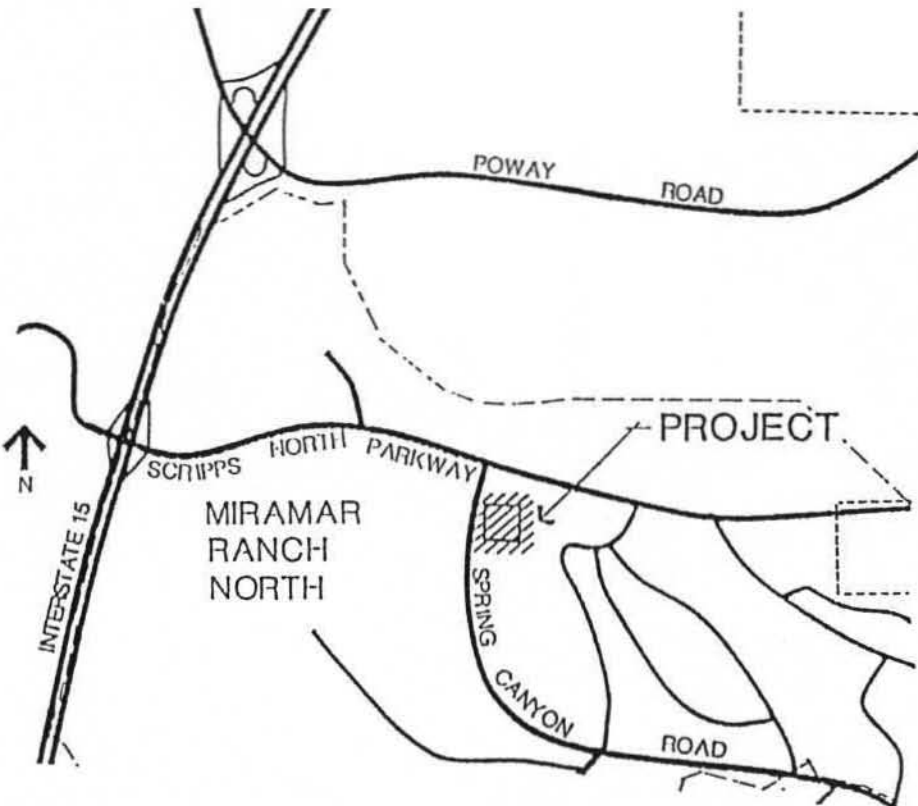 POWAY ROAD
PROJECT
SCRIPPS NORTH PARKWAY
N
MIRAMAR
RANCH
NORTH
INTERSTATE 15
SPRING CANYON ROAD